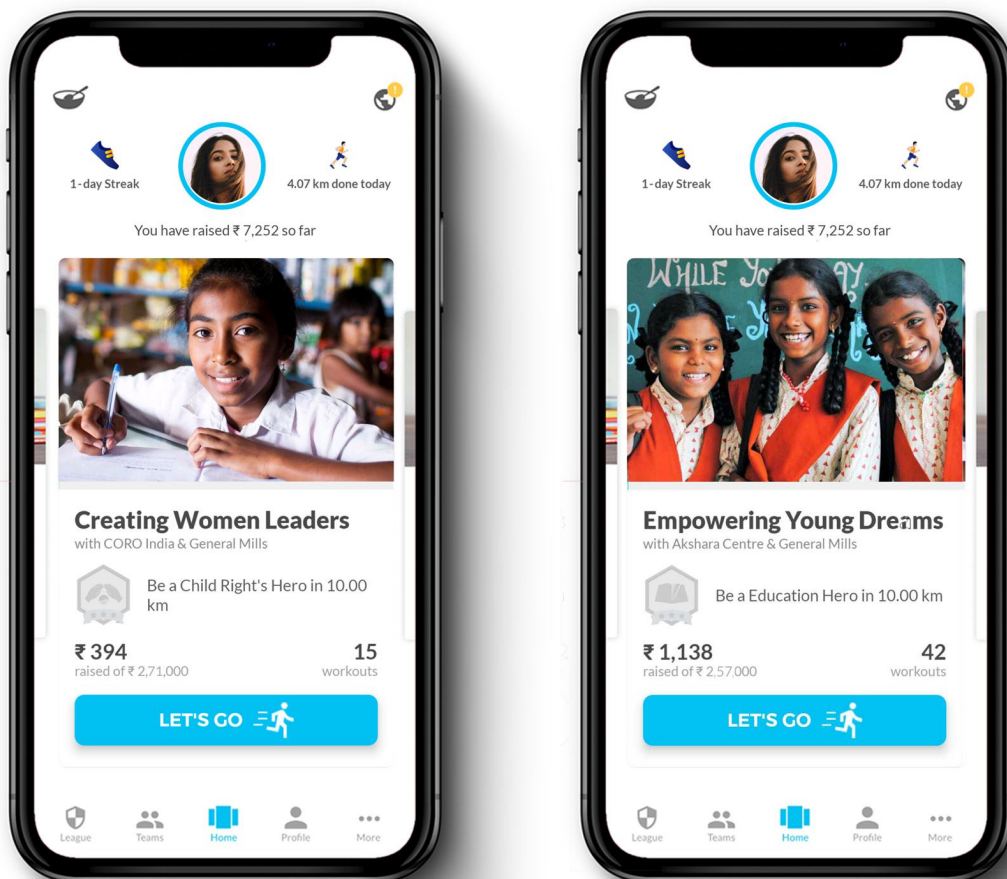 1-day Streak
4.07 km done today
You have raised ₹ 7,252 so far
Creating Women Leaders
with CORO India & General Mills
Be a Child Right's Hero in 10.00
km
₹ 394
15
raised of ₹ 2,71,000
workouts
LET'S GO
League
Teams
Home
Profile
More
!
1-day Streak
4.07 km done today
You have raised ₹ 7,252 so far
WHILE
Empowering Young Dreams
with Akshara Centre & General Mills
Be a Education Hero in 10.00 km
₹ 1,138
42
raised of ₹ 2,57,000
workouts
LET'S GO
League
Teams
Home
Profile
More
!